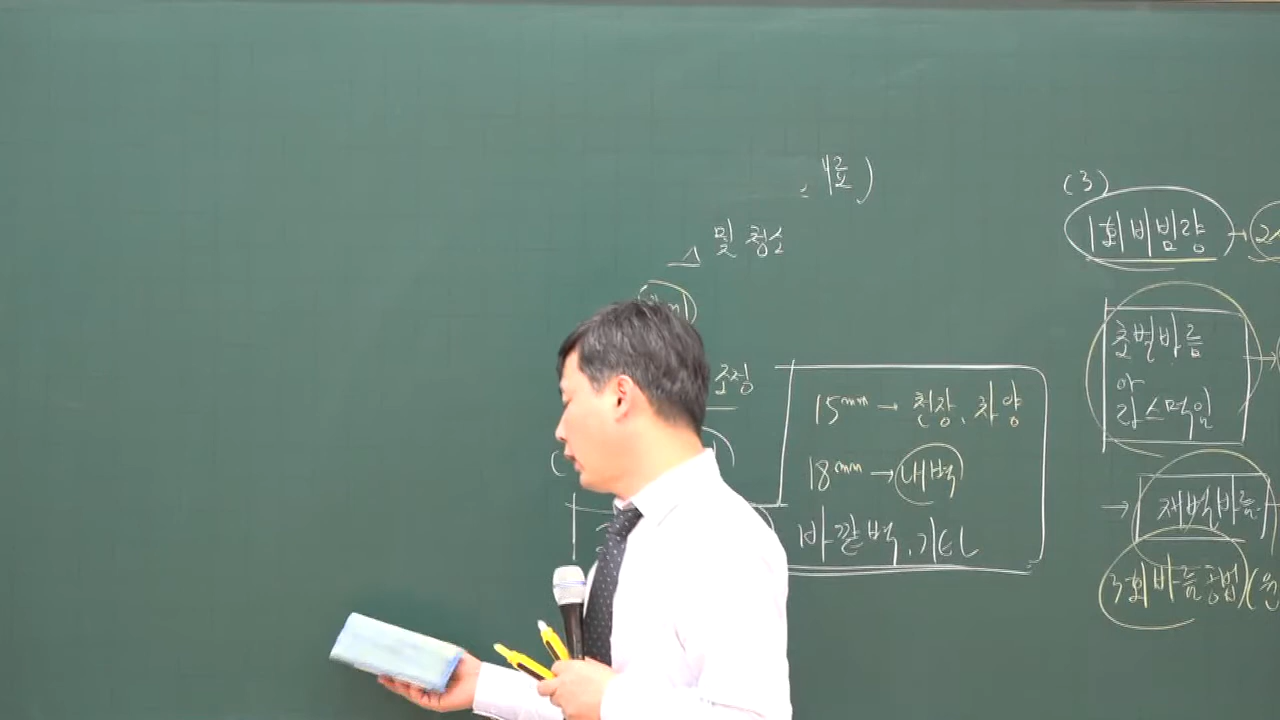 및 청소
조정
15mm → 천장, 차양
18mm → 내벽
바깥벽, 기타
(3)
1회 비빔량 →
초벌바름
라스먹임
→ 재벌바름
3회 바름공법